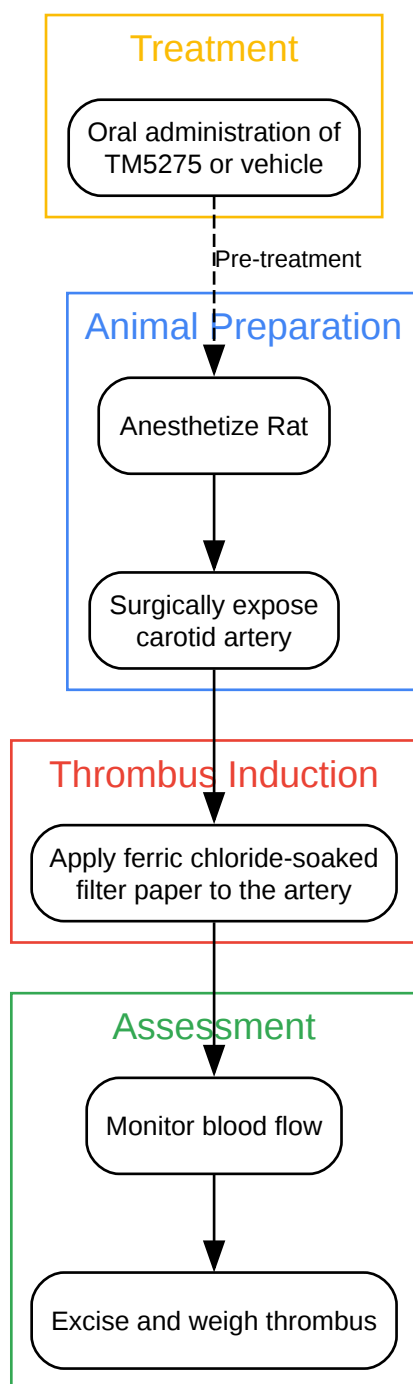 Treatment
Oral administration of
TM5275 or vehicle
Pre-treatment
Animal Preparation
Anesthetize Rat
Surgically expose
carotid artery
Thrombus Induction
Apply ferric chloride-soaked
filter paper to the artery
Assessment
Monitor blood flow
Excise and weigh thrombus